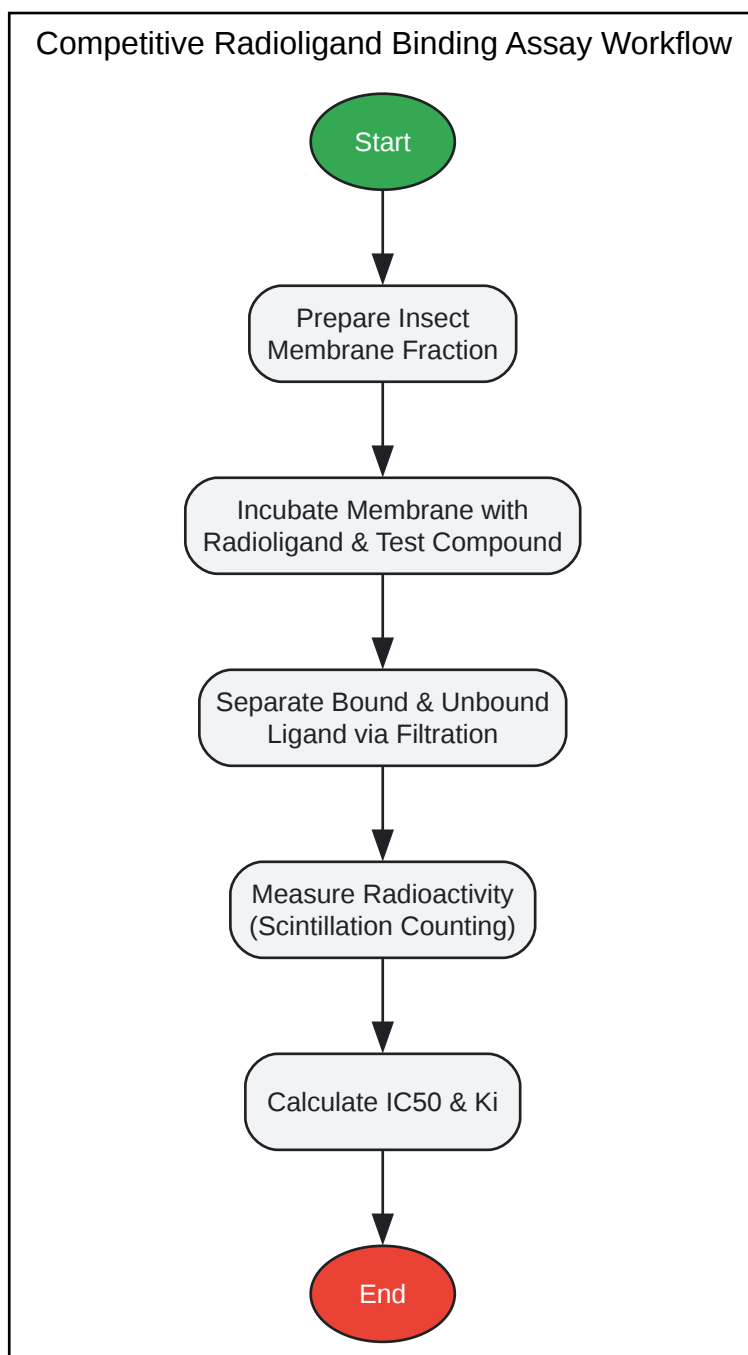 Competitive Radioligand Binding Assay Workflow
Start
Prepare Insect
Membrane Fraction
Incubate Membrane with
Radioligand & Test Compound
Separate Bound & Unbound
Ligand via Filtration
Measure Radioactivity
(Scintillation Counting)
Calculate IC50 & Ki
End